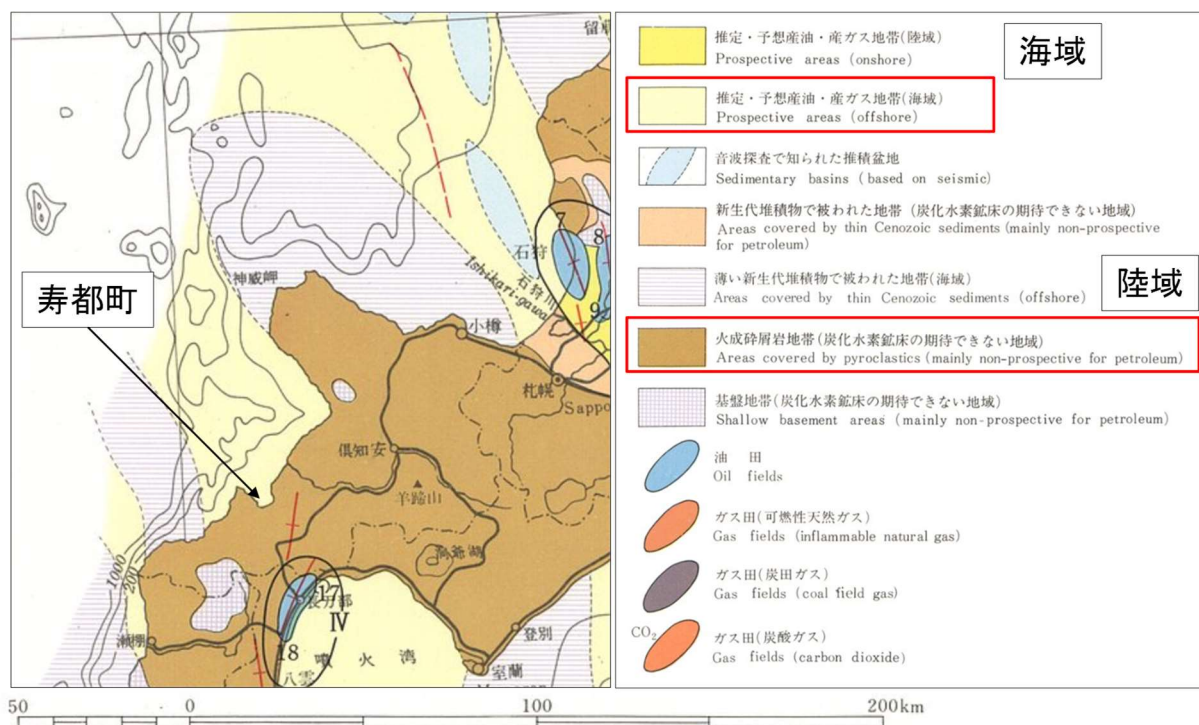 留萌
神威岬
石狩
石狩川
Ishikari-gawa
7
8
9
小樽
札幌
Sappo
寿都町
倶知安
羊蹄山
洞爺湖
1000
200
17
長万部
IV
18
噴火湾
八雲
瀬棚
登別
室蘭
推定・予想産油・産ガス地帯(陸域)
Prospective areas (onshore)
海域
推定・予想産油・産ガス地帯(海域)
Prospective areas (offshore)
音波探査で知られた堆積盆地
Sedimentary basins (based on seismic)
新生代堆積物で被われた地帯 (炭化水素鉱床の期待できない地域)
Areas covered by thin Cenozoic sediments (mainly non-prospective
for petroleum)
薄い新生代堆積物で被われた地帯(海域)
Areas covered by thin Cenozoic sediments (offshore)
陸域
火成砕屑岩地帯(炭化水素鉱床の期待できない地域)
Areas covered by pyroclastics (mainly non-prospective for petroleum)
基盤地帯(炭化水素鉱床の期待できない地域)
Shallow basement areas (mainly non-prospective for petroleum)
油 田
Oil fields
ガス田(可燃性天然ガス)
Gas fields (inflammable natural gas)
ガス田(炭田ガス)
Gas fields (coal field gas)
CO₂
ガス田(炭酸ガス)
Gas fields (carbon dioxide)
50 0 100 200km